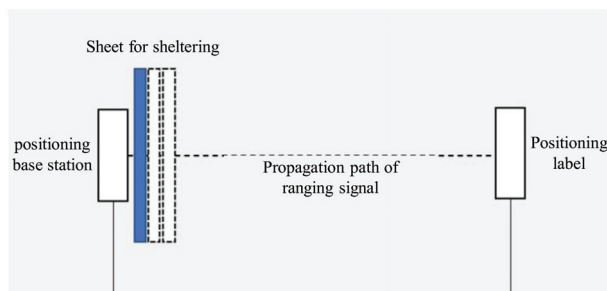 Sheet for sheltering
positioning
base station
Propagation path of
ranging signal
Positioning
label